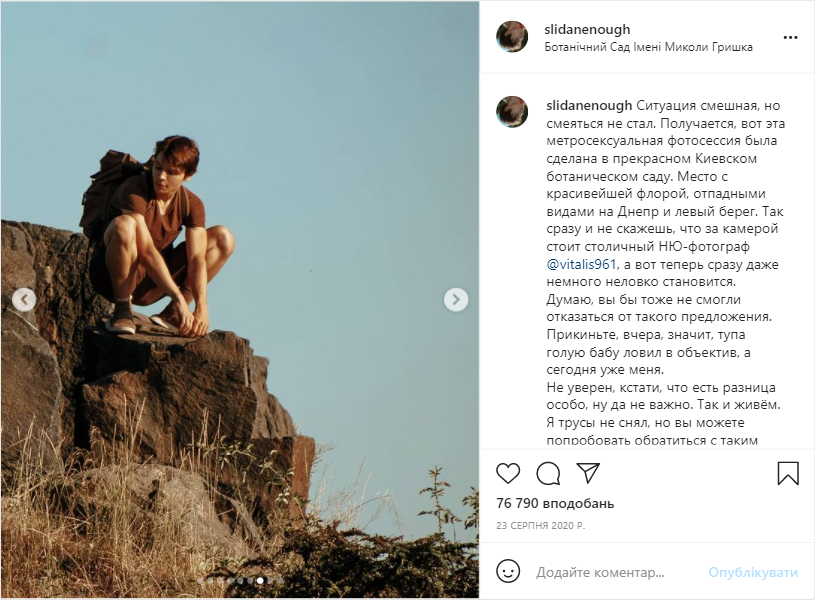 slidanenough
Ботанічний Сад Імені Миколи Гришка
slidanenough Ситуация смешная, но
смеяться не стал. Получается, вот эта
метросексуальная фотосессия была
сделана в прекрасном Киевском
ботаническом саду. Место с
красивейшей флорой, отпадными
видами на Днепр и левый берег. Так
сразу и не скажешь, что за камерой
стоит столичный НЮ-фотограф
@vitalis961, а вот теперь сразу даже
немного неловко становится.
Думаю, вы бы тоже не смогли
отказаться от такого предложения.
Прикиньте, вчера, значит, тупа
голую бабу ловил в объектив, а
сегодня уже меня.
Не уверен, кстати, что есть разница
особо, ну да не важно. Так и живём.
Я трусы не снял, но вы можете
попробовать обратиться с таким
76 790 вподобань
23 СЕРПНЯ 2020 Р.
Додайте коментар...
Опублікувати